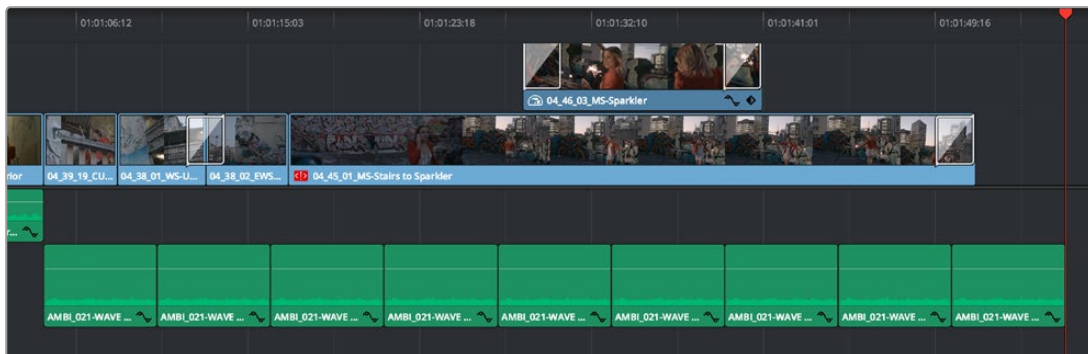 01:01:06:12 01:01:15:03 01:01:23:18 01:01:32:10 01:01:41:01 01:01:49:16
04_46_03_MS-Sparkler
rior 04_39_19_CU... 04_38_01_WS-U... 04_38_02_EWS... 04_45_01_MS-Stairs to Sparkler
r...
AMBI_021-WAVE ... AMBI_021-WAVE ... AMBI_021-WAVE ... AMBI_021-WAVE ... AMBI_021-WAVE ... AMBI_021-WAVE ... AMBI_021-WAVE ... AMBI_021-WAVE ... AMBI_021-WAVE ...